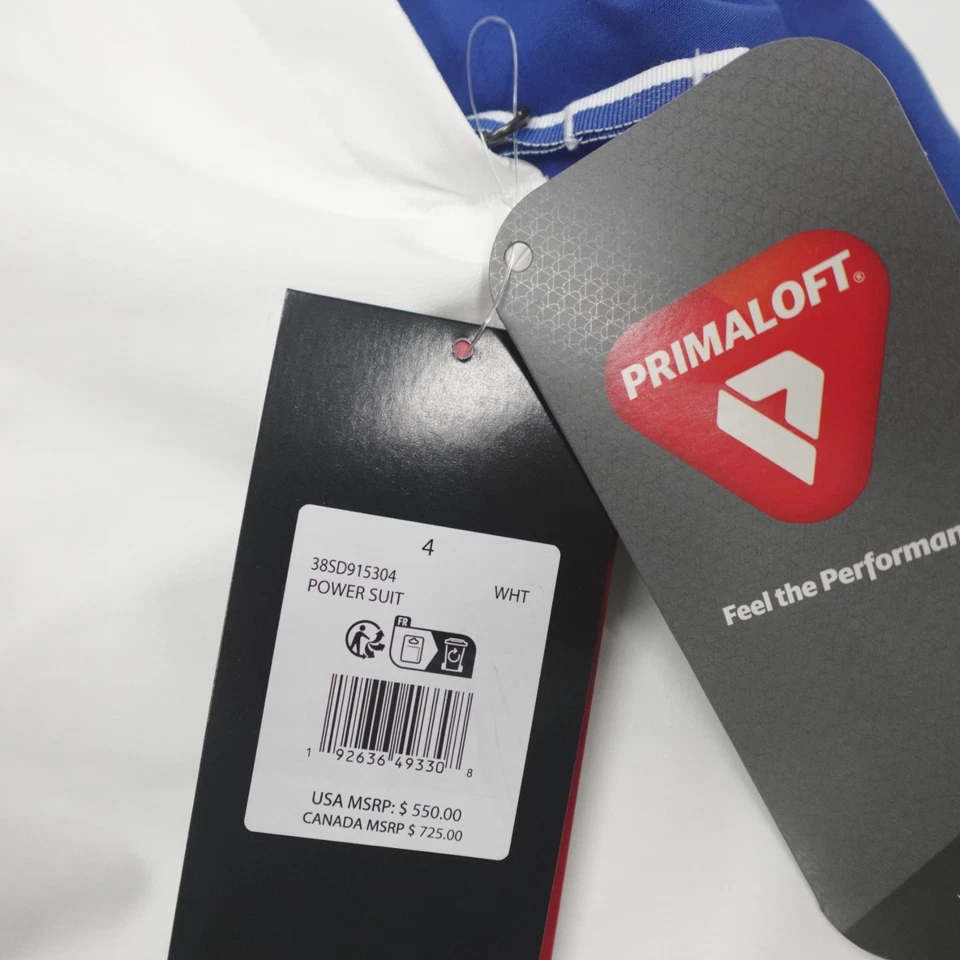 4
38SD915304
POWER SUIT WHT
FR
1 92636 49330 8
USA MSRP: $ 550.00
CANADA MSRP $ 725.00
PRIMALOFT®
Feel the Performan